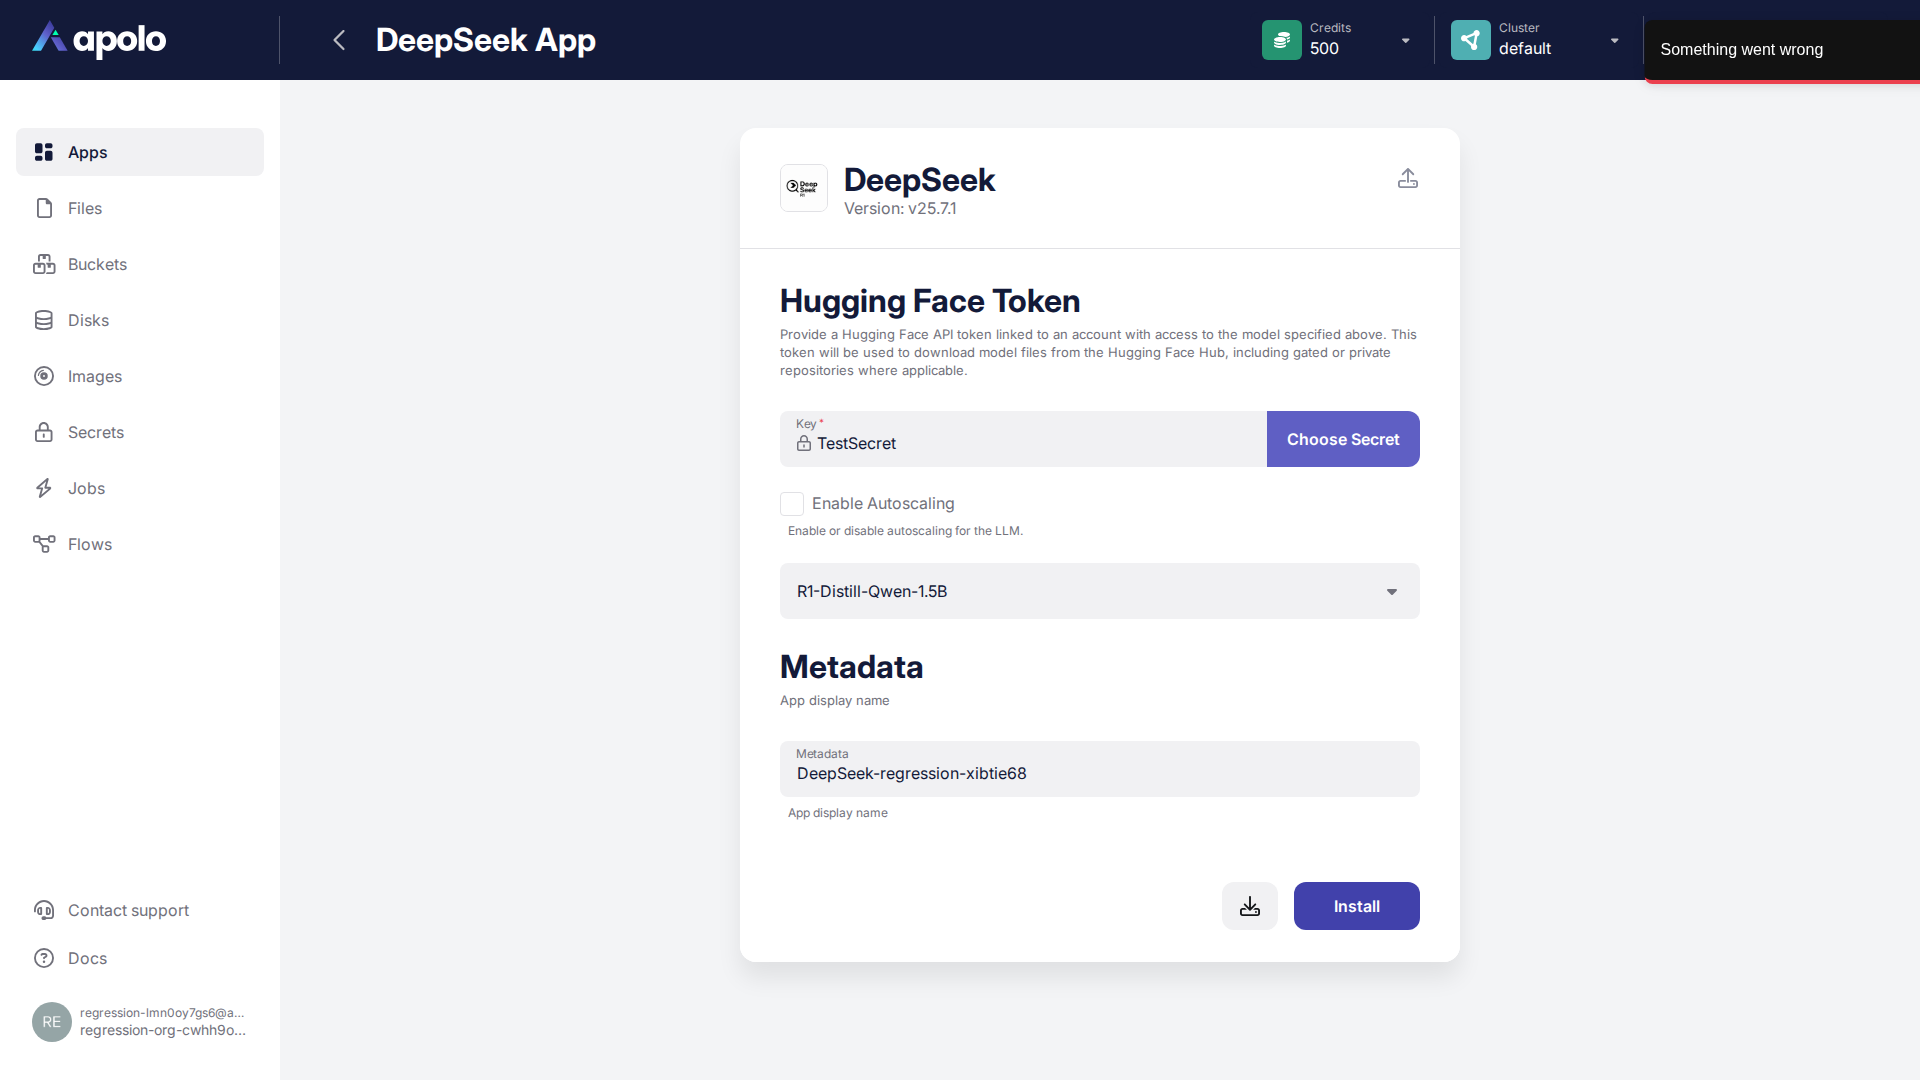 apolo
DeepSeek App
Credits
500
Cluster
default
Something went wrong
Apps
Files
Buckets
Disks
Images
Secrets
Jobs
Flows
Contact support
Docs
RE
regression-lmn0oy7gs6@a...
regression-org-cwhh9o...
Deep
Seek
R1
DeepSeek
Version: v25.7.1
Hugging Face Token
Provide a Hugging Face API token linked to an account with access to the model specified above. This
token will be used to download model files from the Hugging Face Hub, including gated or private
repositories where applicable.
Key *
TestSecret
Choose Secret
Enable Autoscaling
Enable or disable autoscaling for the LLM.
R1-Distill-Qwen-1.5B
Metadata
App display name
Metadata
DeepSeek-regression-xibtie68
App display name
Install